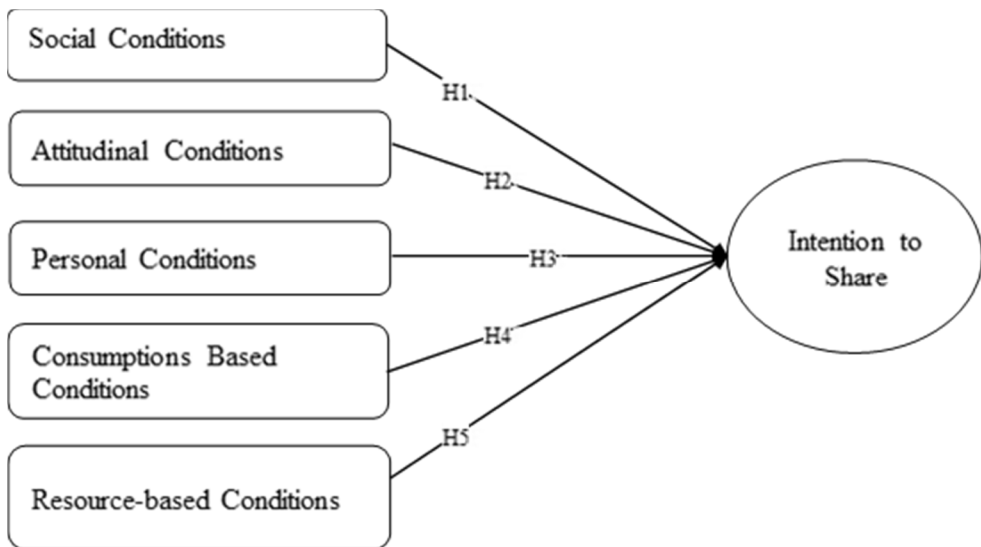 Social Conditions
H1
Attitudinal Conditions
H2
Personal Conditions
H3
Intention to
Share
H4
Consumptions Based
Conditions
H5
Resource-based Conditions